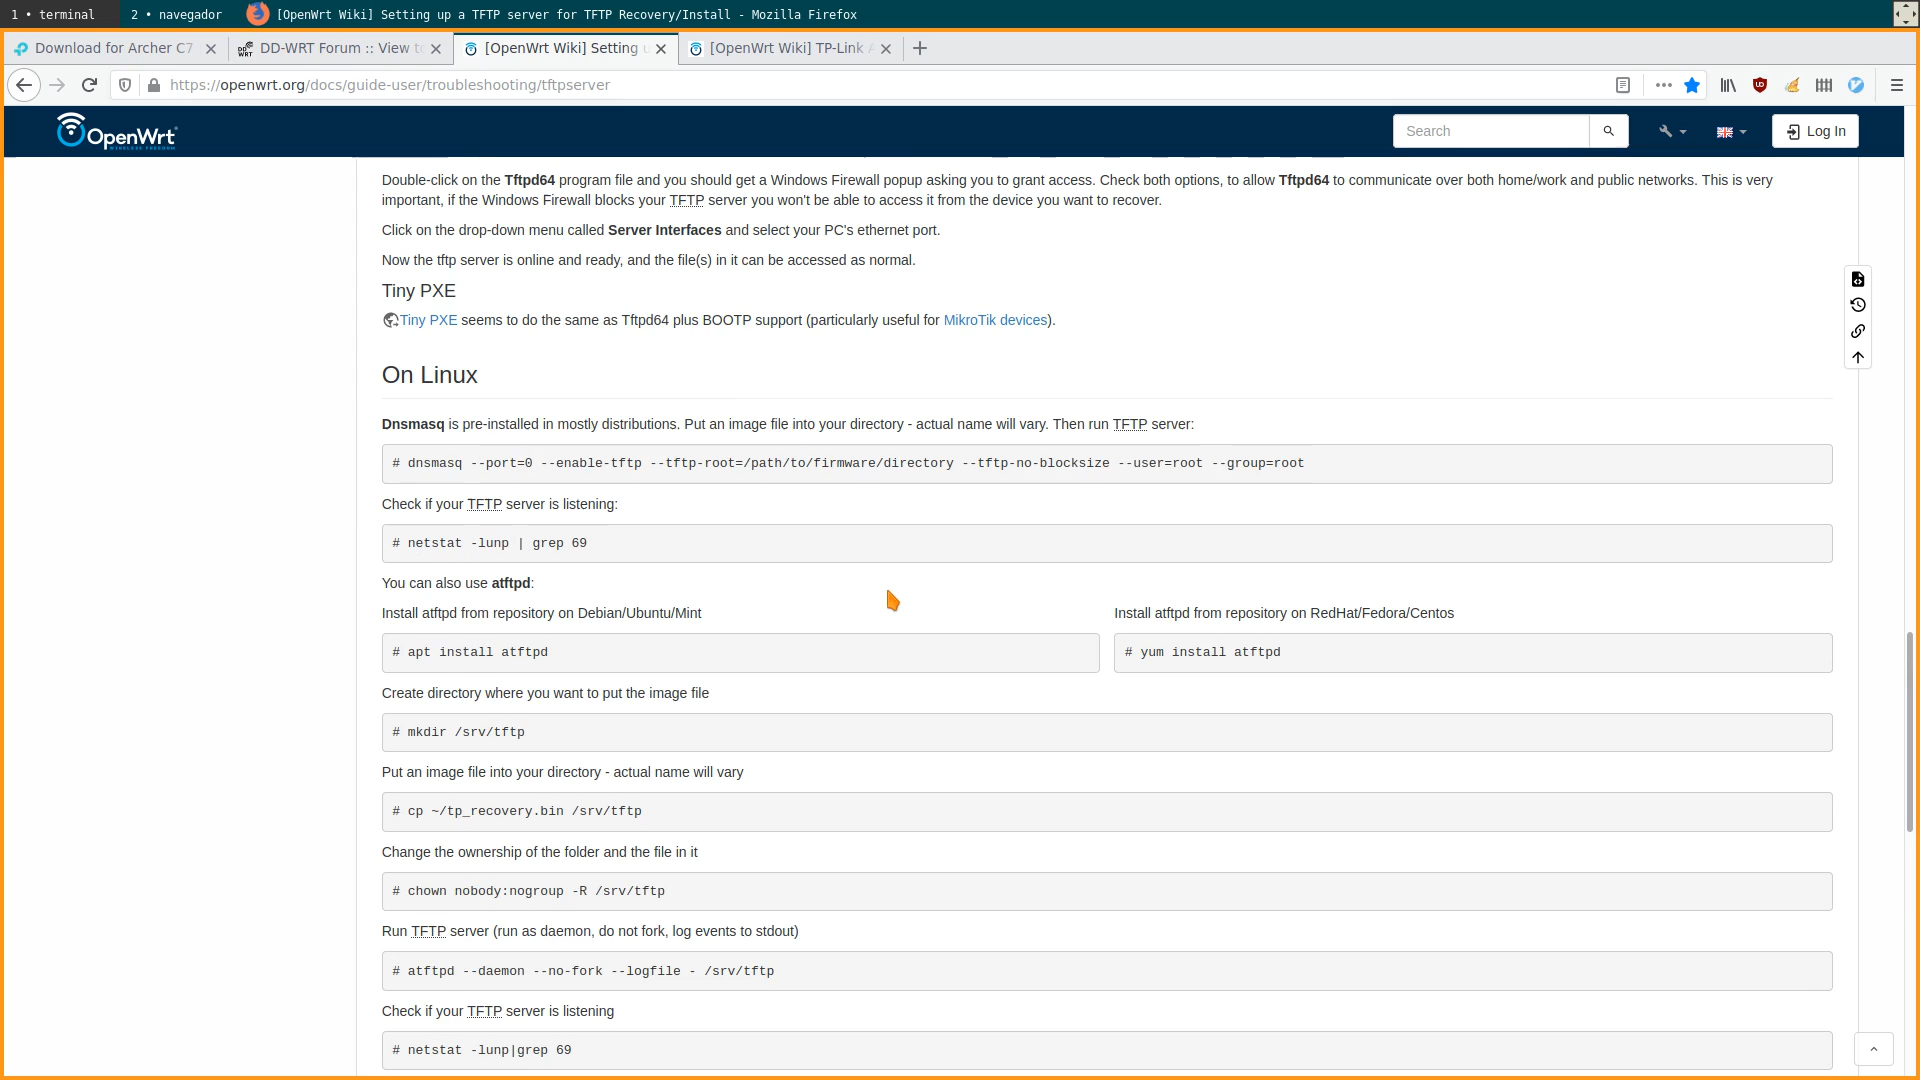 1 • terminal 2 • navegador [OpenWrt Wiki] Setting up a TFTP server for TFTP Recovery/Install - Mozilla Firefox
Download for Archer C7
DD-WRT Forum :: View to
[OpenWrt Wiki] Setting u
[OpenWrt Wiki] TP-Link A
https://openwrt.org/docs/guide-user/troubleshooting/tftpserver
OpenWrt
WIRELESS FREEDOM
Search
Log In
Double-click on the Tftpd64 program file and you should get a Windows Firewall popup asking you to grant access. Check both options, to allow Tftpd64 to communicate over both home/work and public networks. This is very
important, if the Windows Firewall blocks your TFTP server you won't be able to access it from the device you want to recover.
Click on the drop-down menu called Server Interfaces and select your PC's ethernet port.
Now the tftp server is online and ready, and the file(s) in it can be accessed as normal.
Tiny PXE
Tiny PXE seems to do the same as Tftpd64 plus BOOTP support (particularly useful for MikroTik devices).
On Linux
Dnsmasq is pre-installed in mostly distributions. Put an image file into your directory - actual name will vary. Then run TFTP server:
# dnsmasq --port=0 --enable-tftp --tftp-root=/path/to/firmware/directory --tftp-no-blocksize --user=root --group=root
Check if your TFTP server is listening:
# netstat -lunp | grep 69
You can also use atftpd:
Install atftpd from repository on Debian/Ubuntu/Mint
# apt install atftpd
Install atftpd from repository on RedHat/Fedora/Centos
# yum install atftpd
Create directory where you want to put the image file
# mkdir /srv/tftp
Put an image file into your directory - actual name will vary
# cp ~/tp_recovery.bin /srv/tftp
Change the ownership of the folder and the file in it
# chown nobody:nogroup -R /srv/tftp
Run TFTP server (run as daemon, do not fork, log events to stdout)
# atftpd --daemon --no-fork --logfile - /srv/tftp
Check if your TFTP server is listening
# netstat -lunp|grep 69